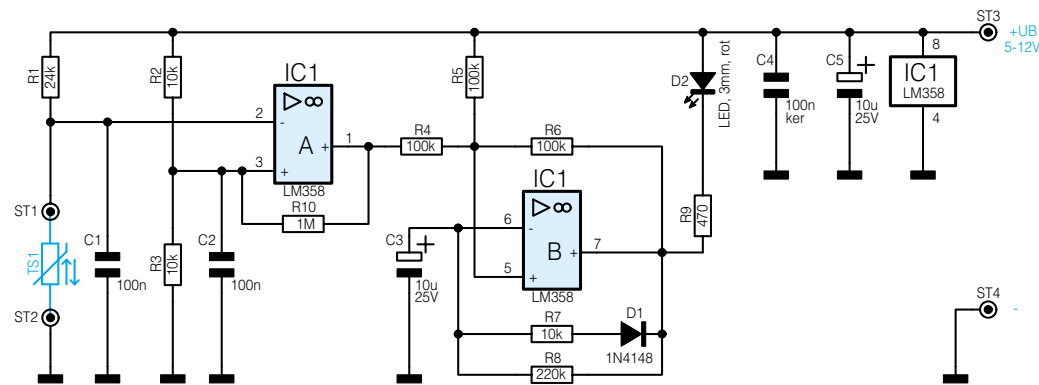 ST3
+UB
5-12V
R1
24k
R2
10k
IC1
R5
100k
D2
LED, 3mm, rot
C4
100n
ker
C5
+
10u
25V
8
IC1
LM358
4
▷∞
2
-
A
+
1
3
+
LM358
R4
100k
R6
100k
R10
1M
IC1
▷∞
6
-
B
+
7
5
+
LM358
R9
470
ST1
TS1
ST2
C1
100n
R3
10k
C2
100n
C3
+
10u
25V
R7
10k
D1
1N4148
R8
220k
ST4
-